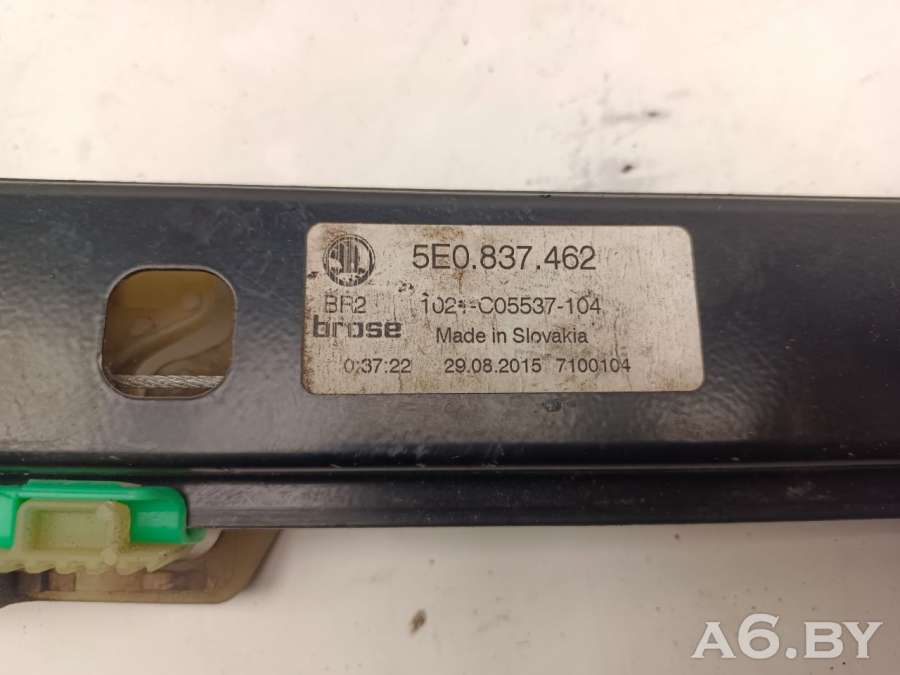 5E0.837.462
BR2
brose
Made in Slovakia
0:37:22 29.08.2015 7100104
A6.BY